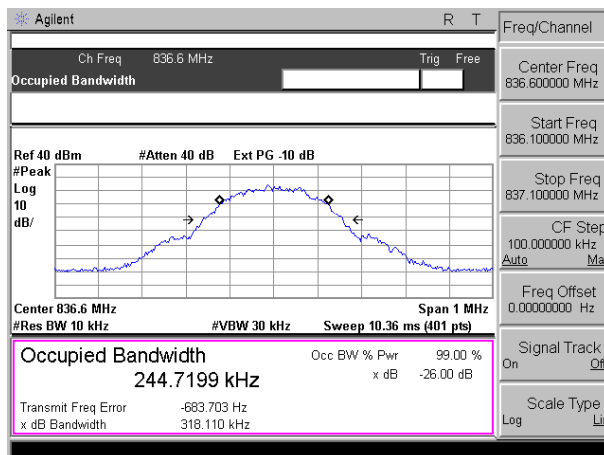 Agilent R T
Ch Freq 836.6 MHz Trig Free
Occupied Bandwidth
Ref 40 dBm #Atten 40 dB Ext PG -10 dB
#Peak
Log
10
dB/
Center 836.6 MHz Span 1 MHz
#Res BW 10 kHz #VBW 30 kHz Sweep 10.36 ms (401 pts)
Occupied Bandwidth Occ BW % Pwr 99.00 %
244.7199 kHz x dB -26.00 dB
Transmit Freq Error -683.703 Hz
x dB Bandwidth 318.110 kHz
Freq/Channel
Center Freq
836.600000 MHz
Start Freq
836.100000 MHz
Stop Freq
837.100000 MHz
CF Step
100.000000 kHz
Auto Ma
Freq Offset
0.00000000 Hz
Signal Track
On Off
Scale Type
Log Li